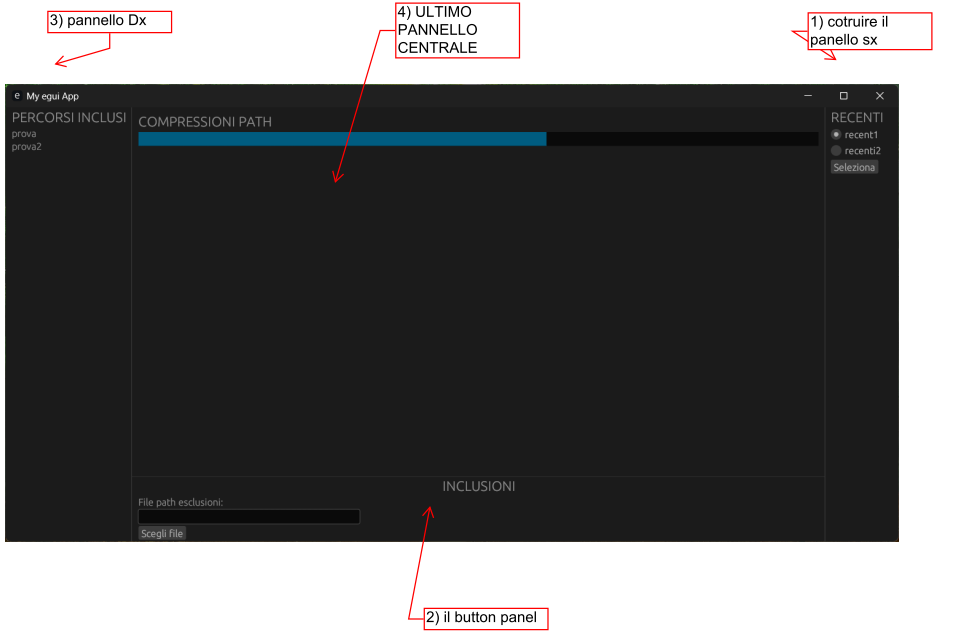 3) pannello Dx
4) ULTIMO
PANNELLO
CENTRALE
1) cotruire il
panello sx
e My egui App
PERCORSI INCLUSI
prova
prova2
COMPRESSIONI PATH
RECENTI
recent1
recenti2
Seleziona
INCLUSIONI
File path esclusioni:
Scegli file
2) il button panel